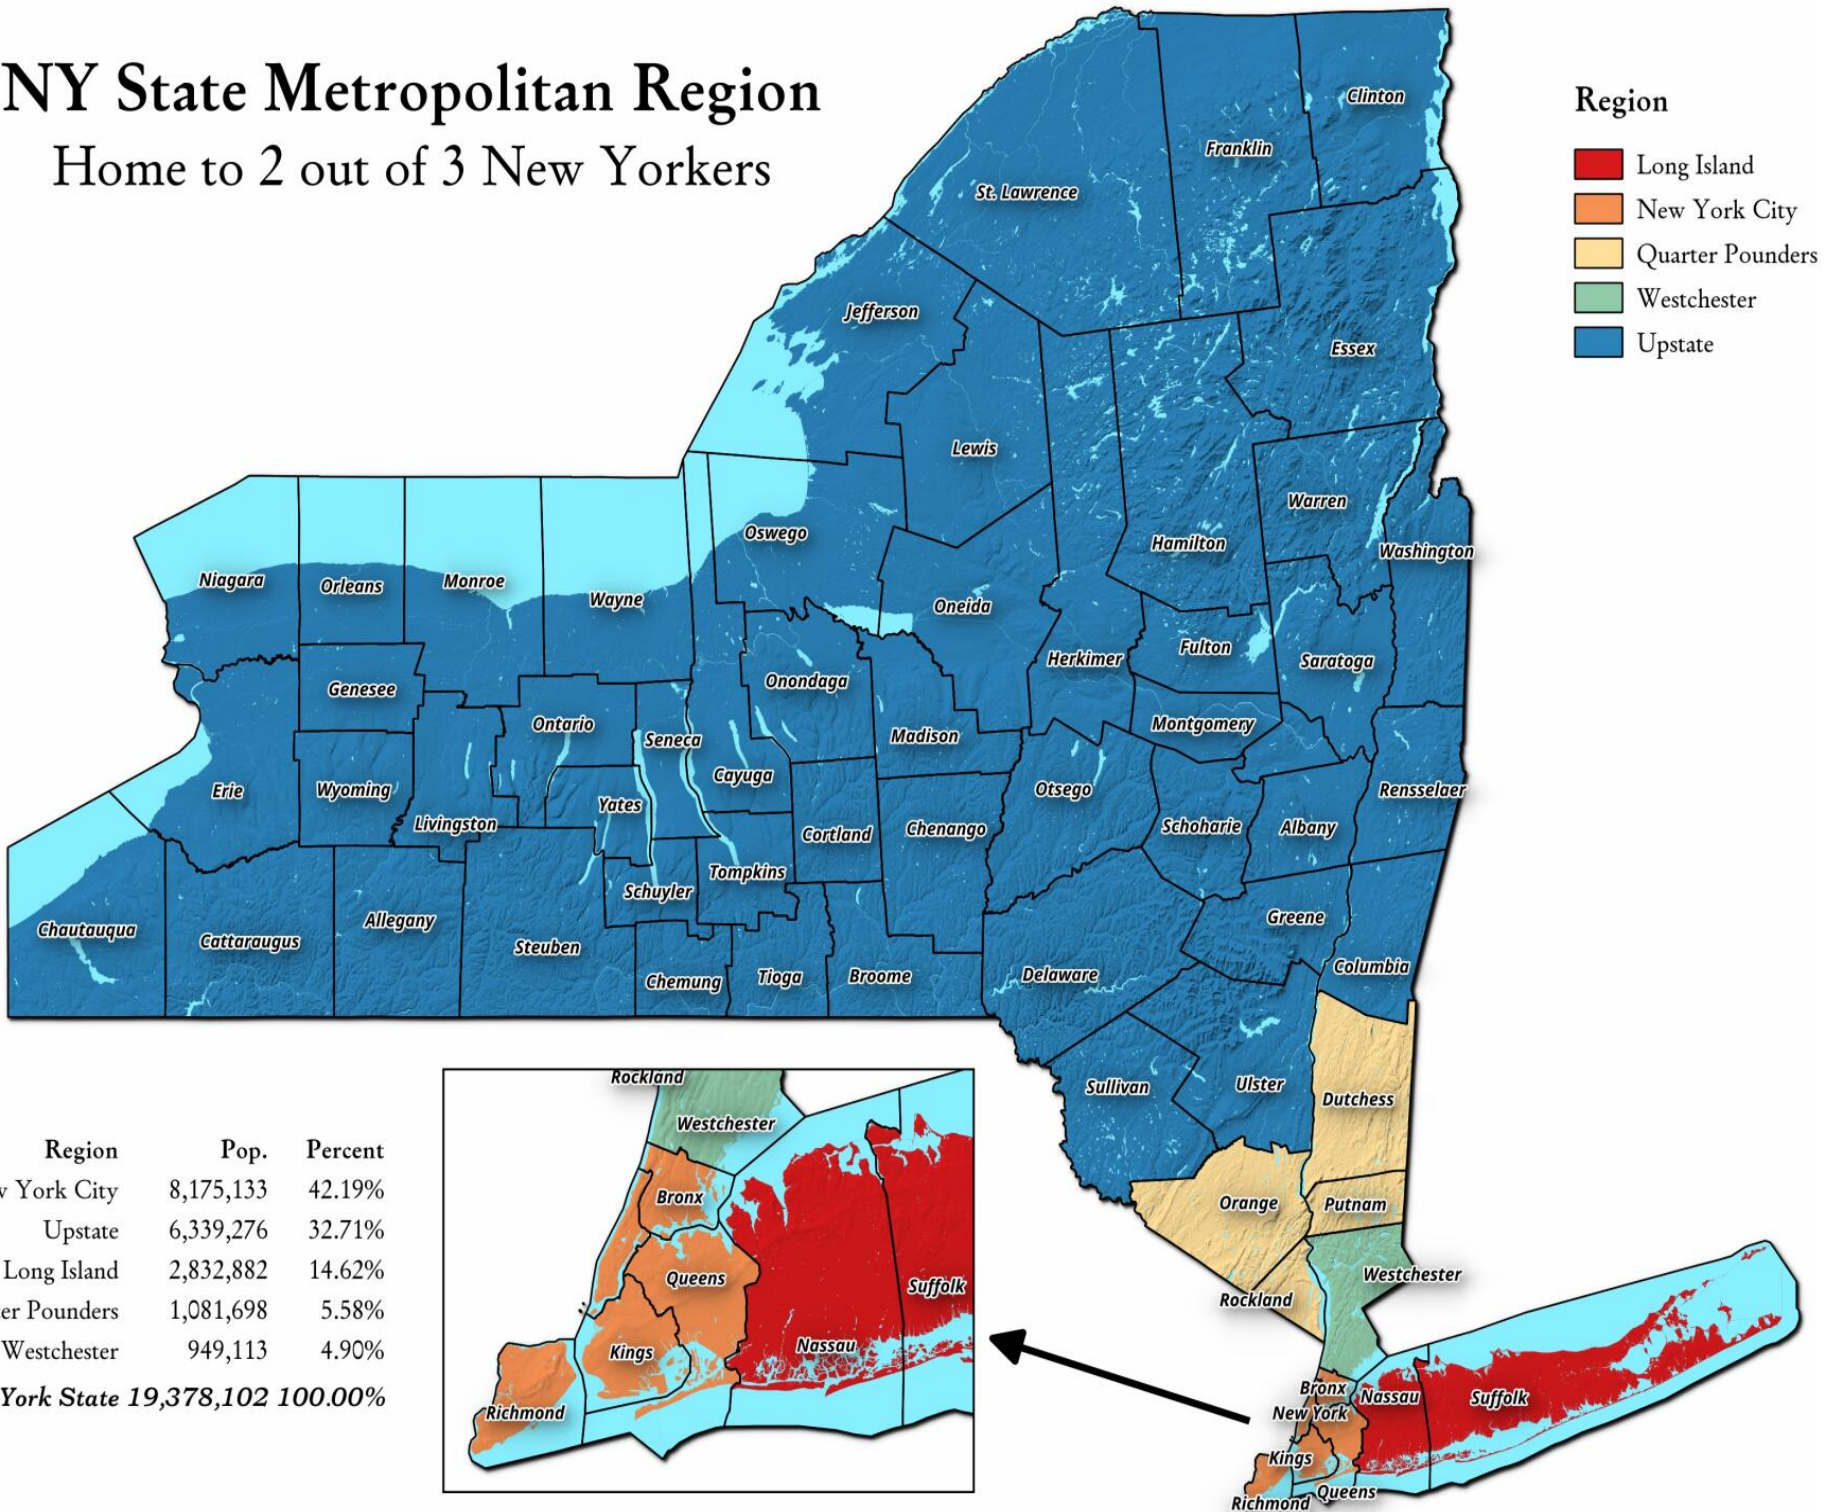 NY State Metropolitan Region
Home to 2 out of 3 New Yorkers
Region
Long Island
New York City
Quarter Pounders
Westchester
Upstate
Clinton
Franklin
St. Lawrence
Jefferson
Essex
Lewis
Warren
Oswego
Hamilton
Washington
Niagara
Orleans
Monroe
Wayne
Oneida
Herkimer
Fulton
Saratoga
Genesee
Onondaga
Ontario
Seneca
Madison
Montgomery
Erie
Wyoming
Cayuga
Otsego
Rensselaer
Yates
Livingston
Cortland
Chenango
Schoharie
Albany
Tompkins
Schuyler
Chautauqua
Cattaraugus
Allegany
Steuben
Greene
Chemung
Tioga
Broome
Delaware
Columbia
Sullivan
Ulster
Dutchess
Orange
Putnam
Westchester
Rockland
Bronx
New York
Nassau
Suffolk
Kings
Queens
Richmond
Rockland
Westchester
Bronx
Queens
Suffolk
Kings
Nassau
Richmond
Region Pop. Percent
w York City 8,175,133 42.19%
Upstate 6,339,276 32.71%
Long Island 2,832,882 14.62%
er Pounders 1,081,698 5.58%
Westchester 949,113 4.90%
York State 19,378,102 100.00%